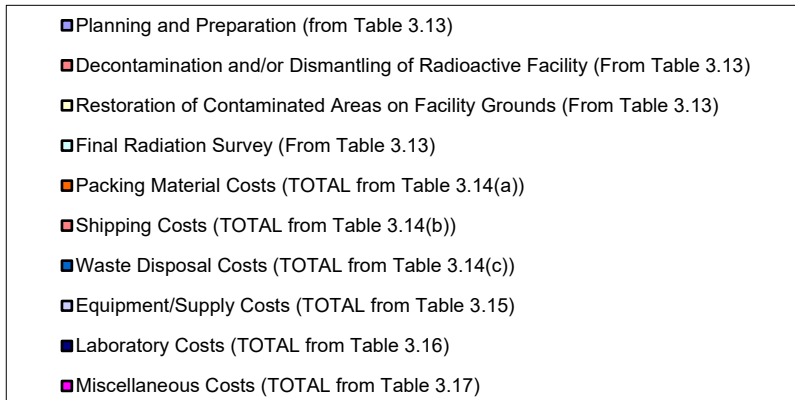 Planning and Preparation (from Table 3.13)
Decontamination and/or Dismantling of Radioactive Facility (From Table 3.13)
Restoration of Contaminated Areas on Facility Grounds (From Table 3.13)
Final Radiation Survey (From Table 3.13)
Packing Material Costs (TOTAL from Table 3.14(a))
Shipping Costs (TOTAL from Table 3.14(b))
Waste Disposal Costs (TOTAL from Table 3.14(c))
Equipment/Supply Costs (TOTAL from Table 3.15)
Laboratory Costs (TOTAL from Table 3.16)
Miscellaneous Costs (TOTAL from Table 3.17)